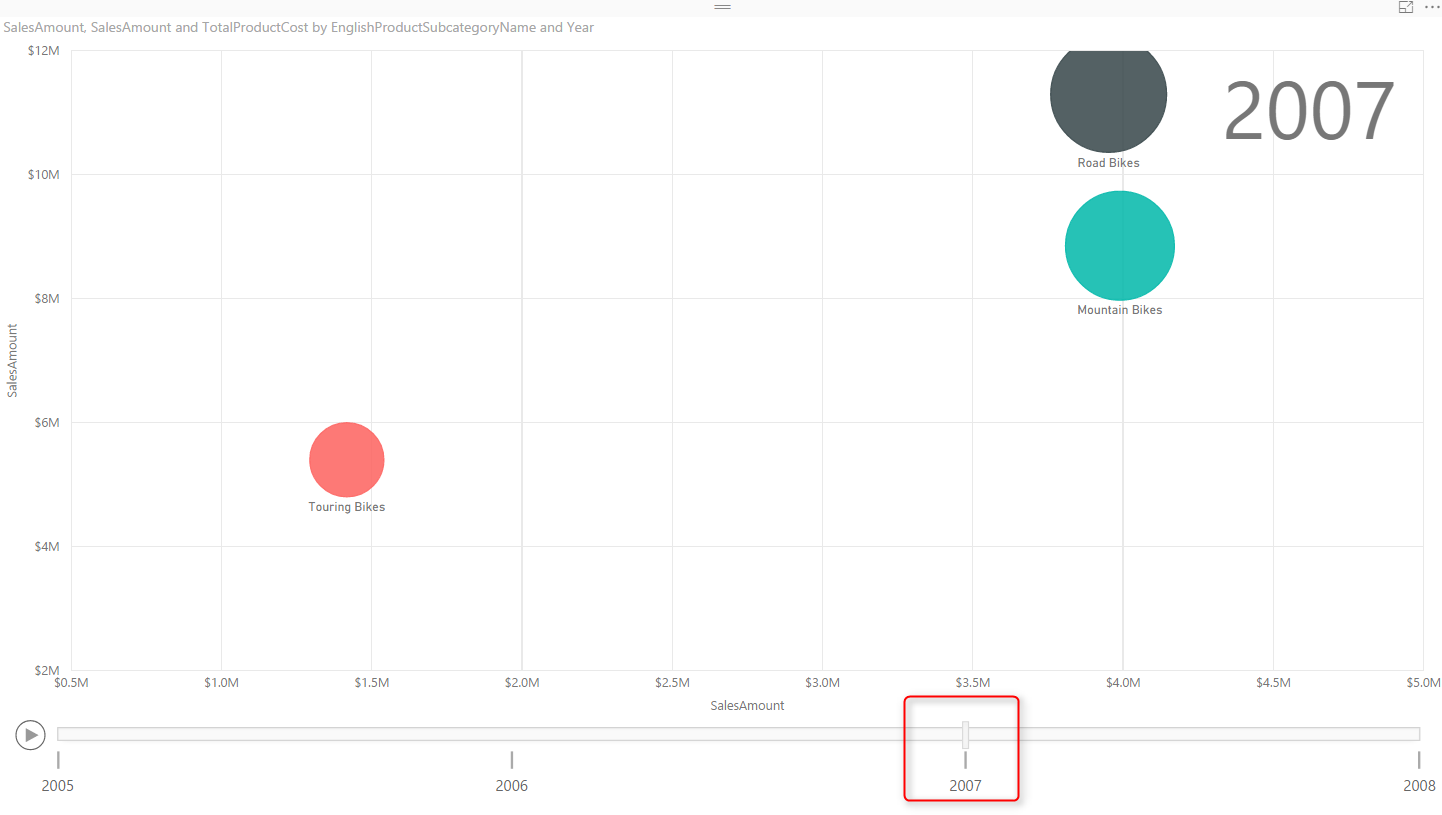 SalesAmount, SalesAmount and TotalProductCost by EnglishProductSubcategoryName and Year
$12M
2007
Road Bikes
$10M
$8M
Mountain Bikes
SalesAmount
$6M
Touring Bikes
$4M
$2M
$0.5M $1.0M $1.5M $2.0M $2.5M $3.0M $3.5M $4.0M $4.5M $5.0M
SalesAmount
2005 2006 2007 2008